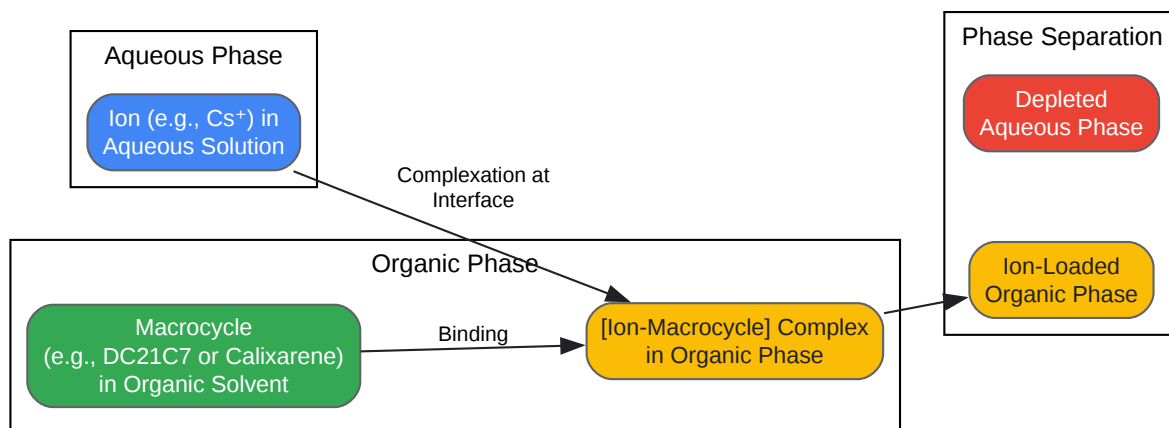 Aqueous Phase
Ion (e.g., Cs⁺) in
Aqueous Solution
Complexation at
Interface
Organic Phase
Macrocycle
(e.g., DC21C7 or Calixarene)
in Organic Solvent
Binding
[Ion-Macrocycle] Complex
in Organic Phase
Phase Separation
Depleted
Aqueous Phase
Ion-Loaded
Organic Phase